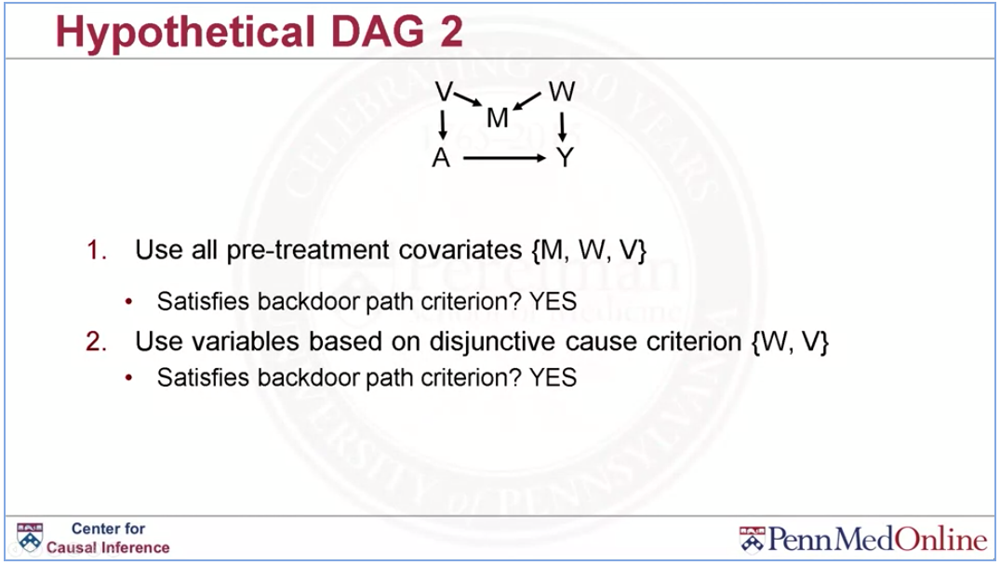 Hypothetical DAG 2
V W
M
A Y
1. Use all pre-treatment covariates {M, W, V}
• Satisfies backdoor path criterion? YES
2. Use variables based on disjunctive cause criterion {W, V}
• Satisfies backdoor path criterion? YES
Center for
Causal Inference
PennMedOnline